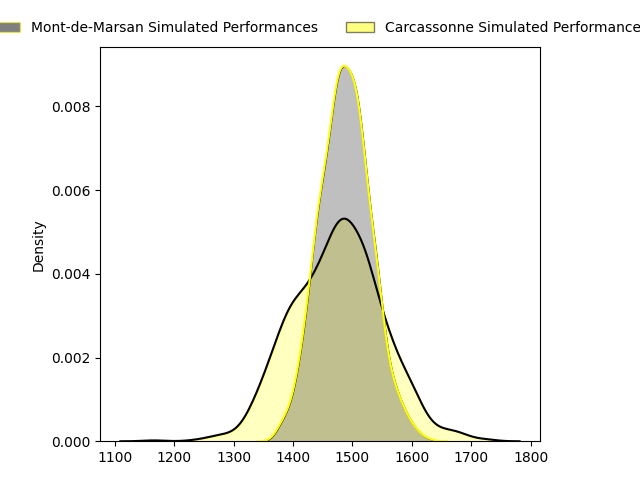 Mont-de-Marsan Simulated Performances
Carcassonne Simulated Performance
Density
0.008
0.006
0.004
0.002
0.000
1100 1200 1300 1400 1500 1600 1700 1800